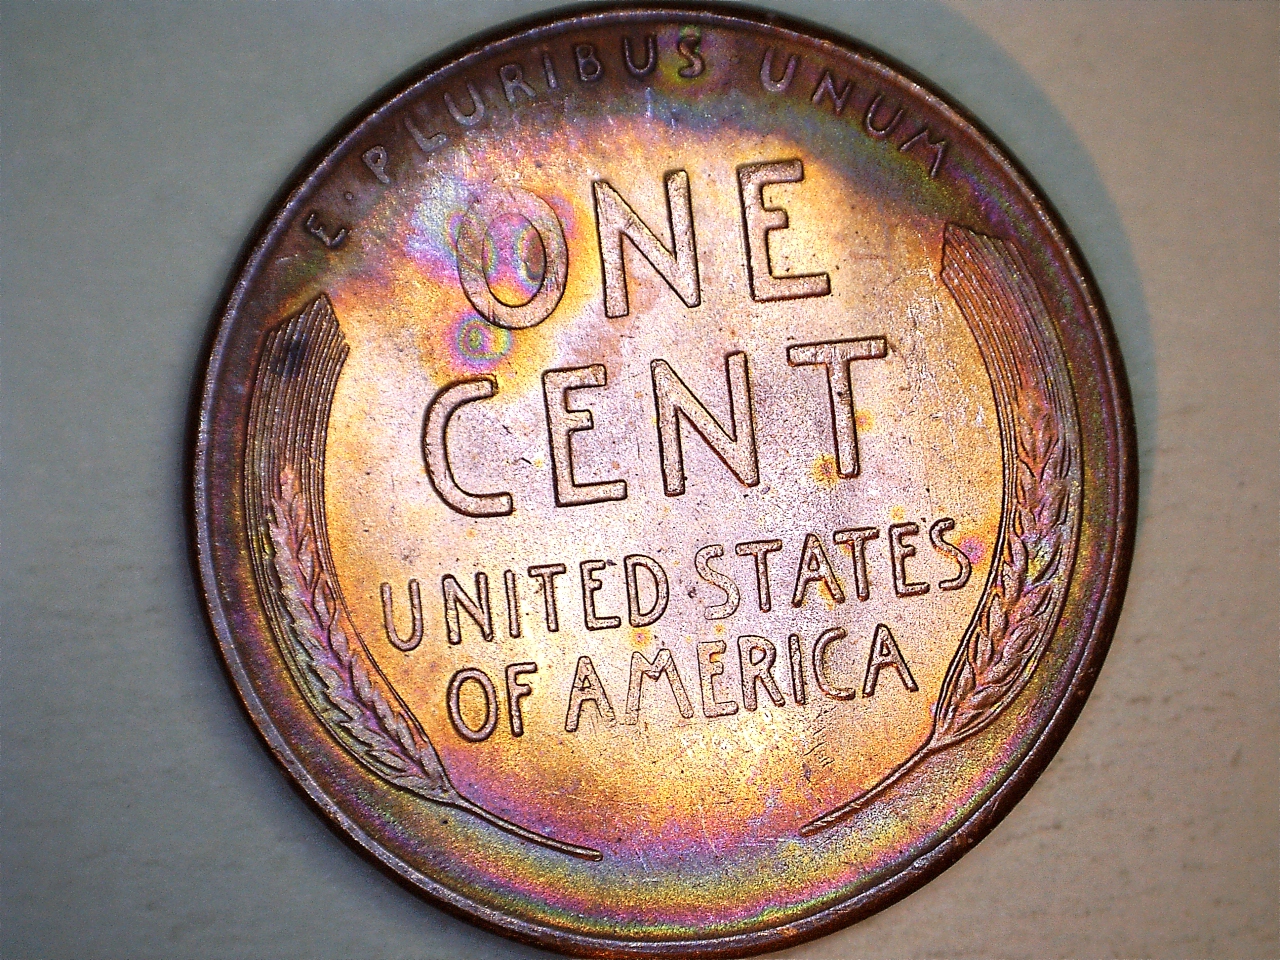 E·PLURIBUS UNUM
ONE
CENT
UNITED STATES
OF AMERICA